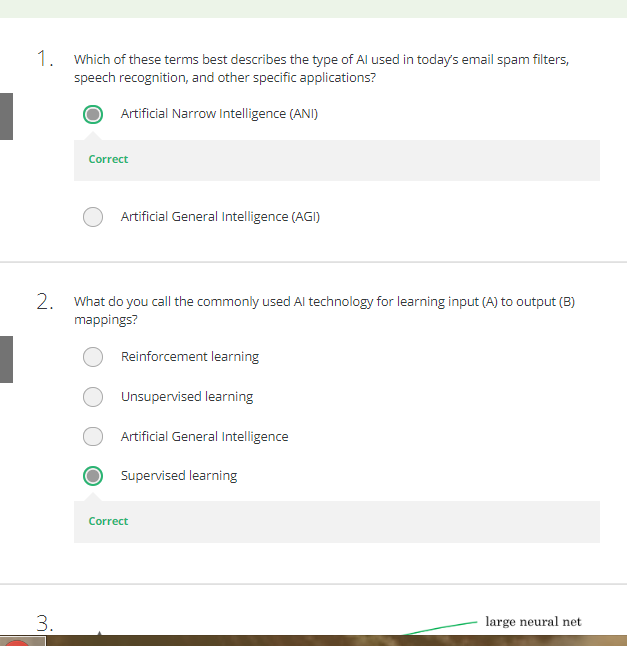 1. Which of these terms best describes the type of AI used in today's email spam filters,
speech recognition, and other specific applications?
Artificial Narrow Intelligence (ANI)
Correct
Artificial General Intelligence (AGI)
2. What do you call the commonly used AI technology for learning input (A) to output (B)
mappings?
Reinforcement learning
Unsupervised learning
Artificial General Intelligence
Supervised learning
Correct
3.
large neural net